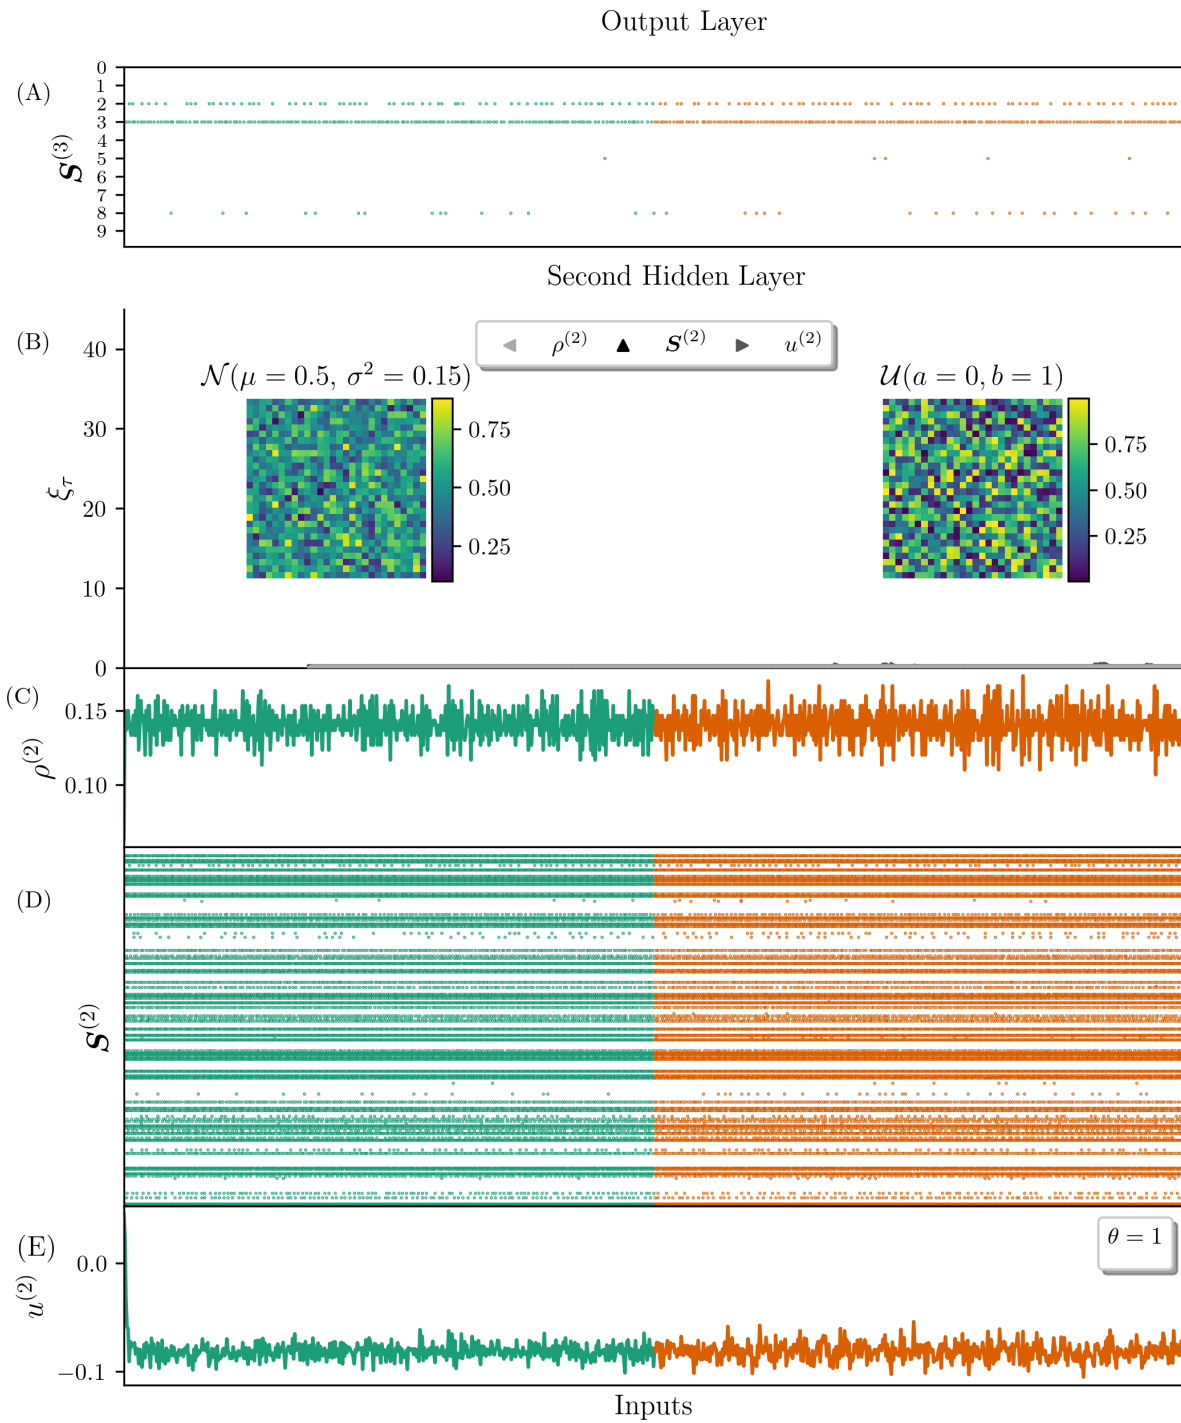 Output Layer
(A)
0
1
2
3
4
5
6
7
8
9
S^(3)
Second Hidden Layer
(B)
ρ^(2) S^(2) u^(2)
40
30
20
10
0
ξ_τ
N(μ = 0.5, σ² = 0.15)
0.75
0.50
0.25
U(a = 0, b = 1)
0.75
0.50
0.25
(C)
0.15
0.10
ρ^(2)
(D)
S^(2)
(E)
θ = 1
0.0
−0.1
u^(2)
Inputs